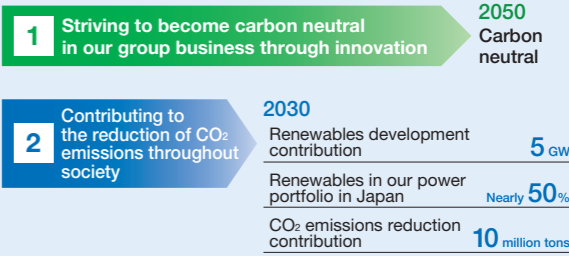 1
Striving to become carbon neutral
in our group business through innovation
2050
Carbon
neutral
2
Contributing to
the reduction of CO₂
emissions throughout
society
2030
Renewables development
contribution
5 GW
Renewables in our power
portfolio in Japan
Nearly 50%
CO₂ emissions reduction
contribution
10 million tons